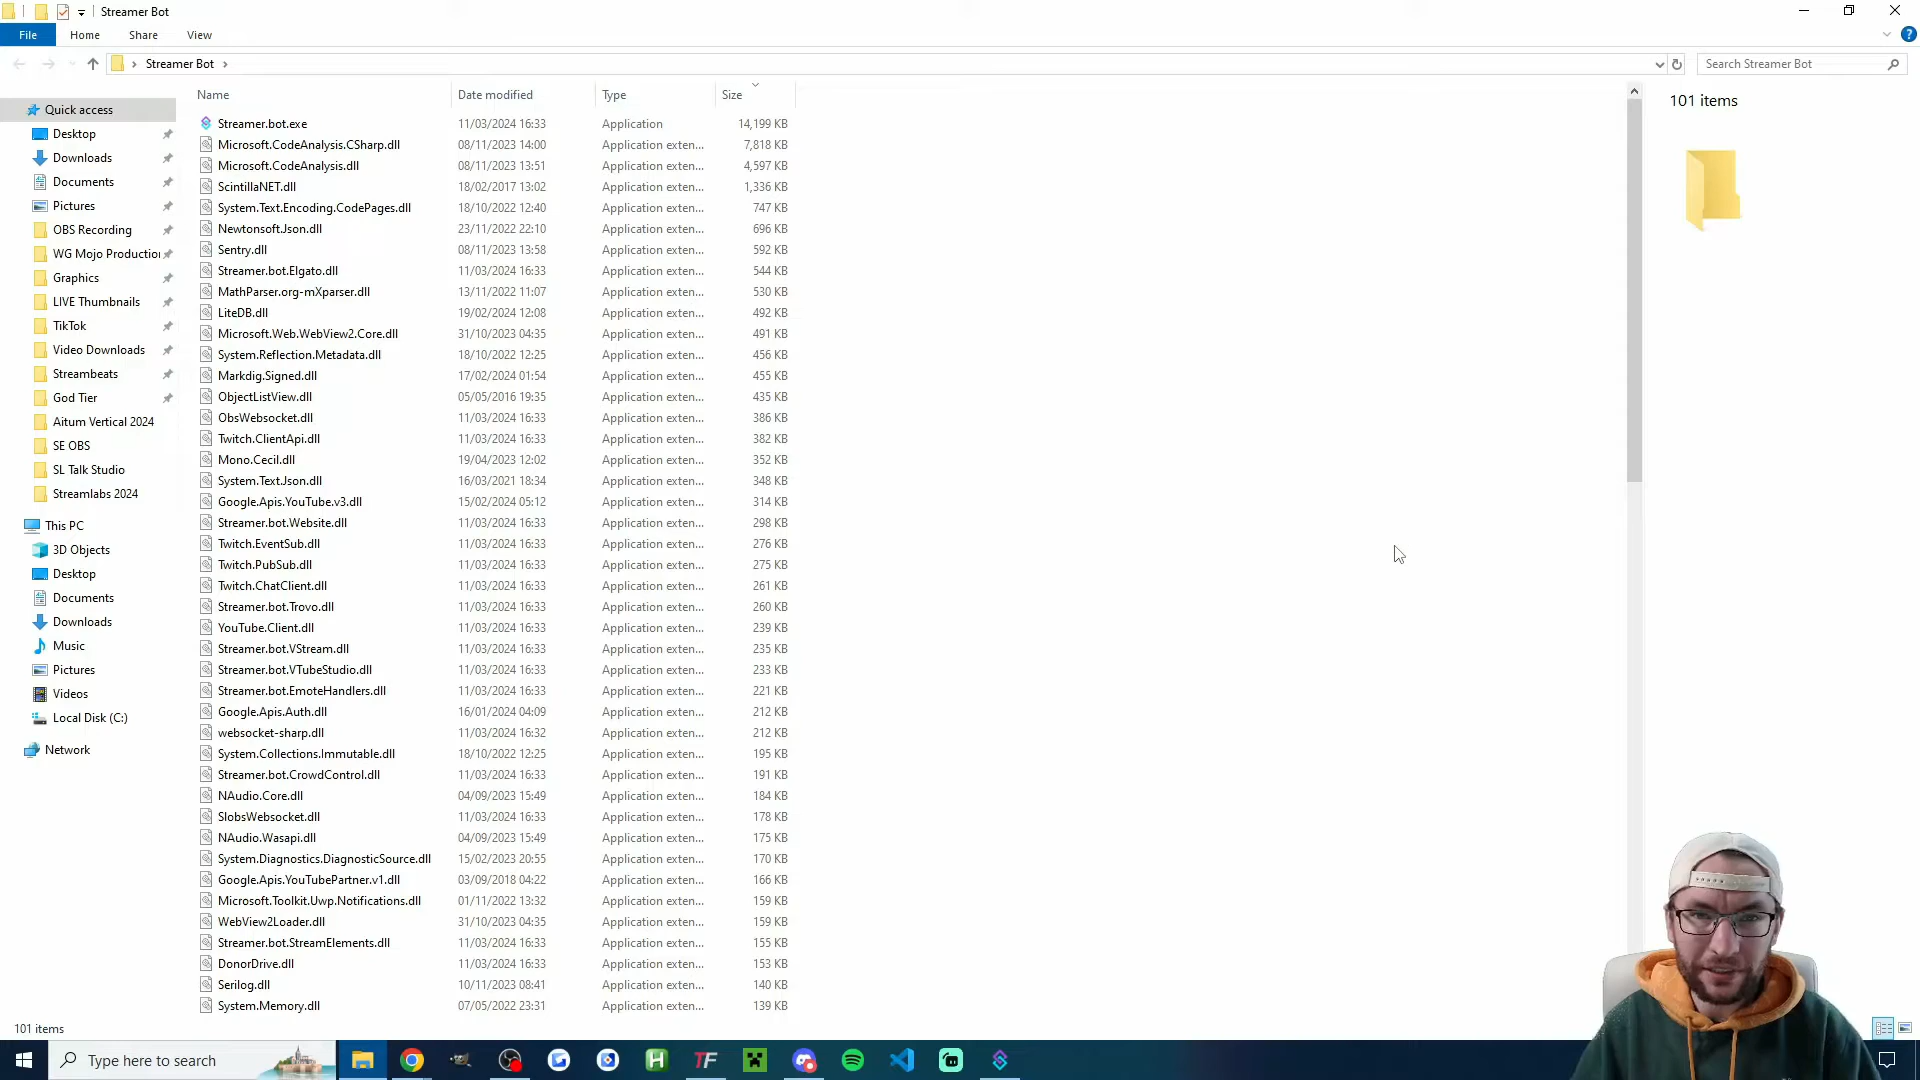 Streamer Bot
File Home Share View
Streamer Bot
Search Streamer Bot
Name Date modified Type Size
101 items
Quick access
Desktop
Downloads
Documents
Pictures
OBS Recording
WG Mojo Productio
Graphics
LIVE Thumbnails
TikTok
Video Downloads
Streambeats
God Tier
Aitum Vertical 2024
SE OBS
SL Talk Studio
Streamlabs 2024
This PC
3D Objects
Desktop
Documents
Downloads
Music
Pictures
Videos
Local Disk (C:)
Network
Streamer.bot.exe 11/03/2024 16:33 Application 14,199 KB
Microsoft.CodeAnalysis.CSharp.dll 08/11/2023 14:00 Application exten... 7,818 KB
Microsoft.CodeAnalysis.dll 08/11/2023 13:51 Application exten... 4,597 KB
ScintillaNET.dll 18/02/2017 13:02 Application exten... 1,336 KB
System.Text.Encoding.CodePages.dll 18/10/2022 12:40 Application exten... 747 KB
Newtonsoft.Json.dll 23/11/2022 22:10 Application exten... 696 KB
Sentry.dll 08/11/2023 13:58 Application exten... 592 KB
Streamer.bot.Elgato.dll 11/03/2024 16:33 Application exten... 544 KB
MathParser.org-mXparser.dll 13/11/2022 11:07 Application exten... 530 KB
LiteDB.dll 19/02/2024 12:08 Application exten... 492 KB
Microsoft.Web.WebView2.Core.dll 31/10/2023 04:35 Application exten... 491 KB
System.Reflection.Metadata.dll 18/10/2022 12:25 Application exten... 456 KB
Markdig.Signed.dll 17/02/2024 01:54 Application exten... 455 KB
ObjectListView.dll 05/05/2016 19:35 Application exten... 435 KB
ObsWebsocket.dll 11/03/2024 16:33 Application exten... 386 KB
Twitch.ClientApi.dll 11/03/2024 16:33 Application exten... 382 KB
Mono.Cecil.dll 19/04/2023 12:02 Application exten... 352 KB
System.Text.Json.dll 16/03/2021 18:34 Application exten... 348 KB
Google.Apis.YouTube.v3.dll 15/02/2024 05:12 Application exten... 314 KB
Streamer.bot.Website.dll 11/03/2024 16:33 Application exten... 298 KB
Twitch.EventSub.dll 11/03/2024 16:33 Application exten... 276 KB
Twitch.PubSub.dll 11/03/2024 16:33 Application exten... 275 KB
Twitch.ChatClient.dll 11/03/2024 16:33 Application exten... 261 KB
Streamer.bot.Trovo.dll 11/03/2024 16:33 Application exten... 260 KB
YouTube.Client.dll 11/03/2024 16:33 Application exten... 239 KB
Streamer.bot.VStream.dll 11/03/2024 16:33 Application exten... 235 KB
Streamer.bot.VTubeStudio.dll 11/03/2024 16:33 Application exten... 233 KB
Streamer.bot.EmoteHandlers.dll 11/03/2024 16:33 Application exten... 221 KB
Google.Apis.Auth.dll 16/01/2024 04:09 Application exten... 212 KB
websocket-sharp.dll 11/03/2024 16:32 Application exten... 212 KB
System.Collections.Immutable.dll 18/10/2022 12:25 Application exten... 195 KB
Streamer.bot.CrowdControl.dll 11/03/2024 16:33 Application exten... 191 KB
NAudio.Core.dll 04/09/2023 15:49 Application exten... 184 KB
SlobsWebsocket.dll 11/03/2024 16:33 Application exten... 178 KB
NAudio.Wasapi.dll 04/09/2023 15:49 Application exten... 175 KB
System.Diagnostics.DiagnosticSource.dll 15/02/2023 20:55 Application exten... 170 KB
Google.Apis.YouTubePartner.v1.dll 03/09/2018 04:22 Application exten... 166 KB
Microsoft.Toolkit.Uwp.Notifications.dll 01/11/2022 13:32 Application exten... 159 KB
WebView2Loader.dll 31/10/2023 04:35 Application exten... 159 KB
Streamer.bot.StreamElements.dll 11/03/2024 16:33 Application exten... 155 KB
DonorDrive.dll 11/03/2024 16:33 Application exten... 153 KB
Serilog.dll 10/11/2023 08:41 Application exten... 140 KB
System.Memory.dll 07/05/2022 23:31 Application exten... 139 KB
101 items
Type here to search